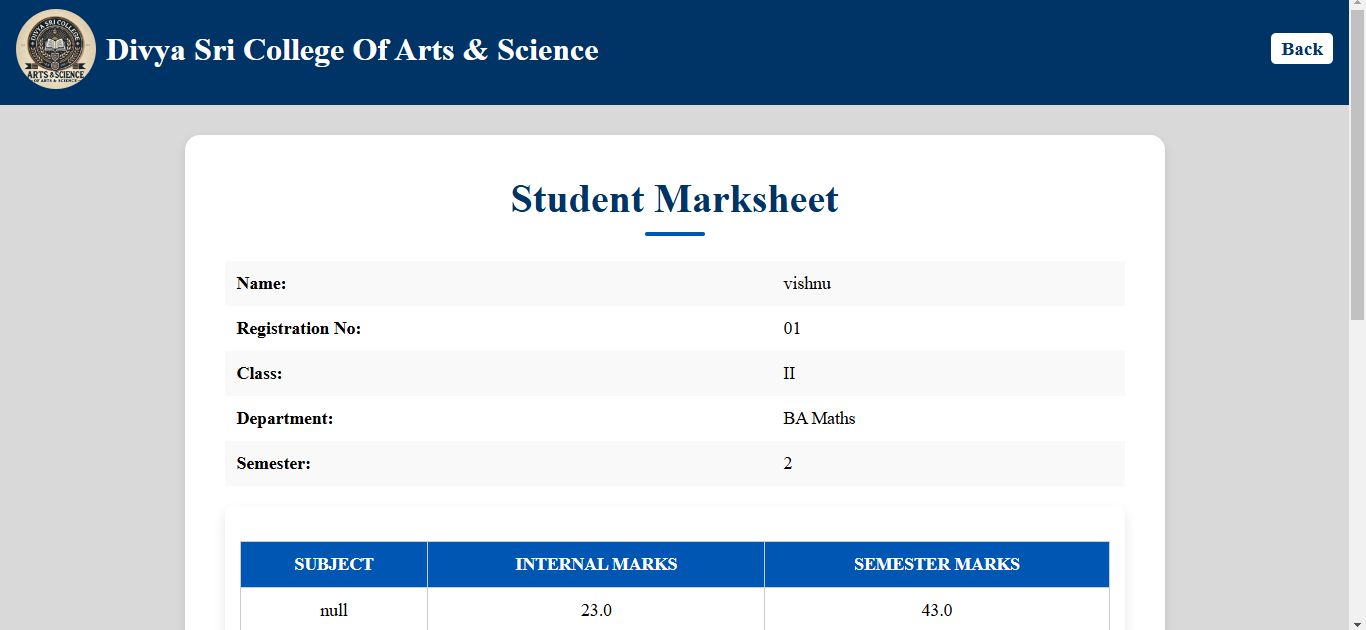 DIVYA SRI COLLEGE
ARTS & SCIENCE
OF ARTS & SCIENCE
Divya Sri College Of Arts & Science
Back
Student Marksheet
Name: vishnu
Registration No: 01
Class: II
Department: BA Maths
Semester: 2
SUBJECT INTERNAL MARKS SEMESTER MARKS
null 23.0 43.0